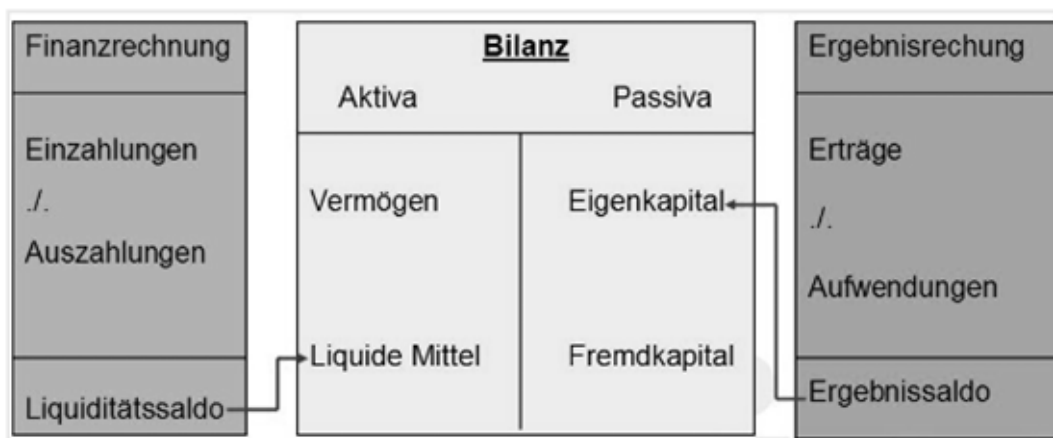 Finanzrechnung
Einzahlungen
./.
Auszahlungen
Liquiditätssaldo
Bilanz
Aktiva Passiva
Vermögen Eigenkapital
Liquide Mittel Fremdkapital
Ergebnisrechung
Erträge
./.
Aufwendungen
Ergebnissaldo